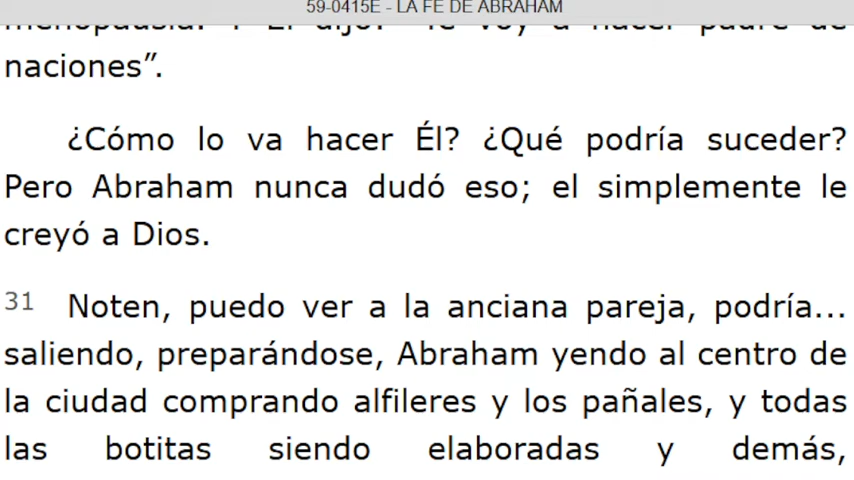 59-0415E - LA FE DE ABRAHAM
naciones”.
¿Cómo lo va hacer Él? ¿Qué podría suceder?
Pero Abraham nunca dudó eso; el simplemente le
creyó a Dios.
31 Noten, puedo ver a la anciana pareja, podría...
saliendo, preparándose, Abraham yendo al centro de
la ciudad comprando alfileres y los pañales, y todas
las botitas siendo elaboradas y demás,